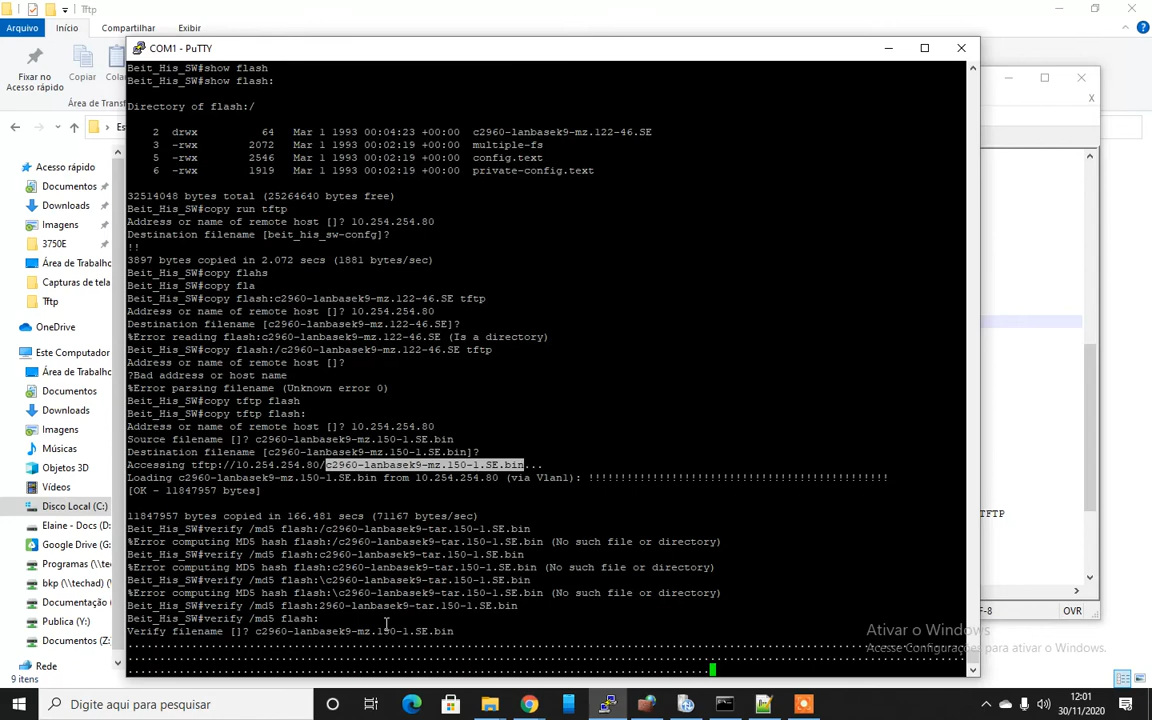 Tftp
Arquivo Início Compartilhar Exibir
Fixar no
Acesso rápido
Copiar
Área de Transf
Es
Acesso rápido
Documentos
Downloads
Imagens
3750E
Área de Trabalho
Capturas de tela
Tftp
OneDrive
Este Computador
Área de Trabalho
Documentos
Downloads
Imagens
Músicas
Objetos 3D
Vídeos
Disco Local (C:)
Elaine - Docs (D:
Google Drive (G:
Programas (\\tec
bkp (\\techad) (
Documentação (
Publica (Y:)
Documentos (Z:)
Rede
9 itens
COM1 - PuTTY
Beit_His_SW#show flash
Beit_His_SW#show flash:
Directory of flash:/
2 drwx 64 Mar 1 1993 00:04:23 +00:00 c2960-lanbasek9-mz.122-46.SE
3 -rwx 2072 Mar 1 1993 00:02:19 +00:00 multiple-fs
5 -rwx 2546 Mar 1 1993 00:02:19 +00:00 config.text
6 -rwx 1919 Mar 1 1993 00:02:19 +00:00 private-config.text
32514048 bytes total (25264640 bytes free)
Beit_His_SW#copy run tftp
Address or name of remote host []? 10.254.254.80
Destination filename [beit_his_sw-confg]?
!!
3897 bytes copied in 2.072 secs (1881 bytes/sec)
Beit_His_SW#copy flahs
Beit_His_SW#copy fla
Beit_His_SW#copy flash:c2960-lanbasek9-mz.122-46.SE tftp
Address or name of remote host []? 10.254.254.80
Destination filename [c2960-lanbasek9-mz.122-46.SE]?
%Error reading flash:c2960-lanbasek9-mz.122-46.SE (Is a directory)
Beit_His_SW#copy flash:/c2960-lanbasek9-mz.122-46.SE tftp
Address or name of remote host []?
?Bad address or host name
%Error parsing filename (Unknown error 0)
Beit_His_SW#copy tftp flash
Beit_His_SW#copy tftp flash:
Address or name of remote host []? 10.254.254.80
Source filename []? c2960-lanbasek9-mz.150-1.SE.bin
Destination filename [c2960-lanbasek9-mz.150-1.SE.bin]?
Accessing tftp://10.254.254.80/c2960-lanbasek9-mz.150-1.SE.bin...
Loading c2960-lanbasek9-mz.150-1.SE.bin from 10.254.254.80 (via Vlan1): !!!!!!!!!!!!!!!!!!!!!!!!!!!!!!!!!!!!!!!!!!!!!!!
[OK - 11847957 bytes]
11847957 bytes copied in 166.481 secs (71167 bytes/sec)
Beit_His_SW#verify /md5 flash:/c2960-lanbasek9-tar.150-1.SE.bin
%Error computing MD5 hash flash:/c2960-lanbasek9-tar.150-1.SE.bin (No such file or directory)
Beit_His_SW#verify /md5 flash:c2960-lanbasek9-tar.150-1.SE.bin
%Error computing MD5 hash flash:c2960-lanbasek9-tar.150-1.SE.bin (No such file or directory)
Beit_His_SW#verify /md5 flash:\c2960-lanbasek9-tar.150-1.SE.bin
%Error computing MD5 hash flash:\c2960-lanbasek9-tar.150-1.SE.bin (No such file or directory)
Beit_His_SW#verify /md5 flash:2960-lanbasek9-tar.150-1.SE.bin
Beit_His_SW#verify /md5 flash:
Verify filename []? c2960-lanbasek9-mz.150-1.SE.bin
TFTP
F-8 OVR
Ativar o Windows
Acesse Configurações para ativar o Windows.
Digite aqui para pesquisar
12:01
30/11/2020